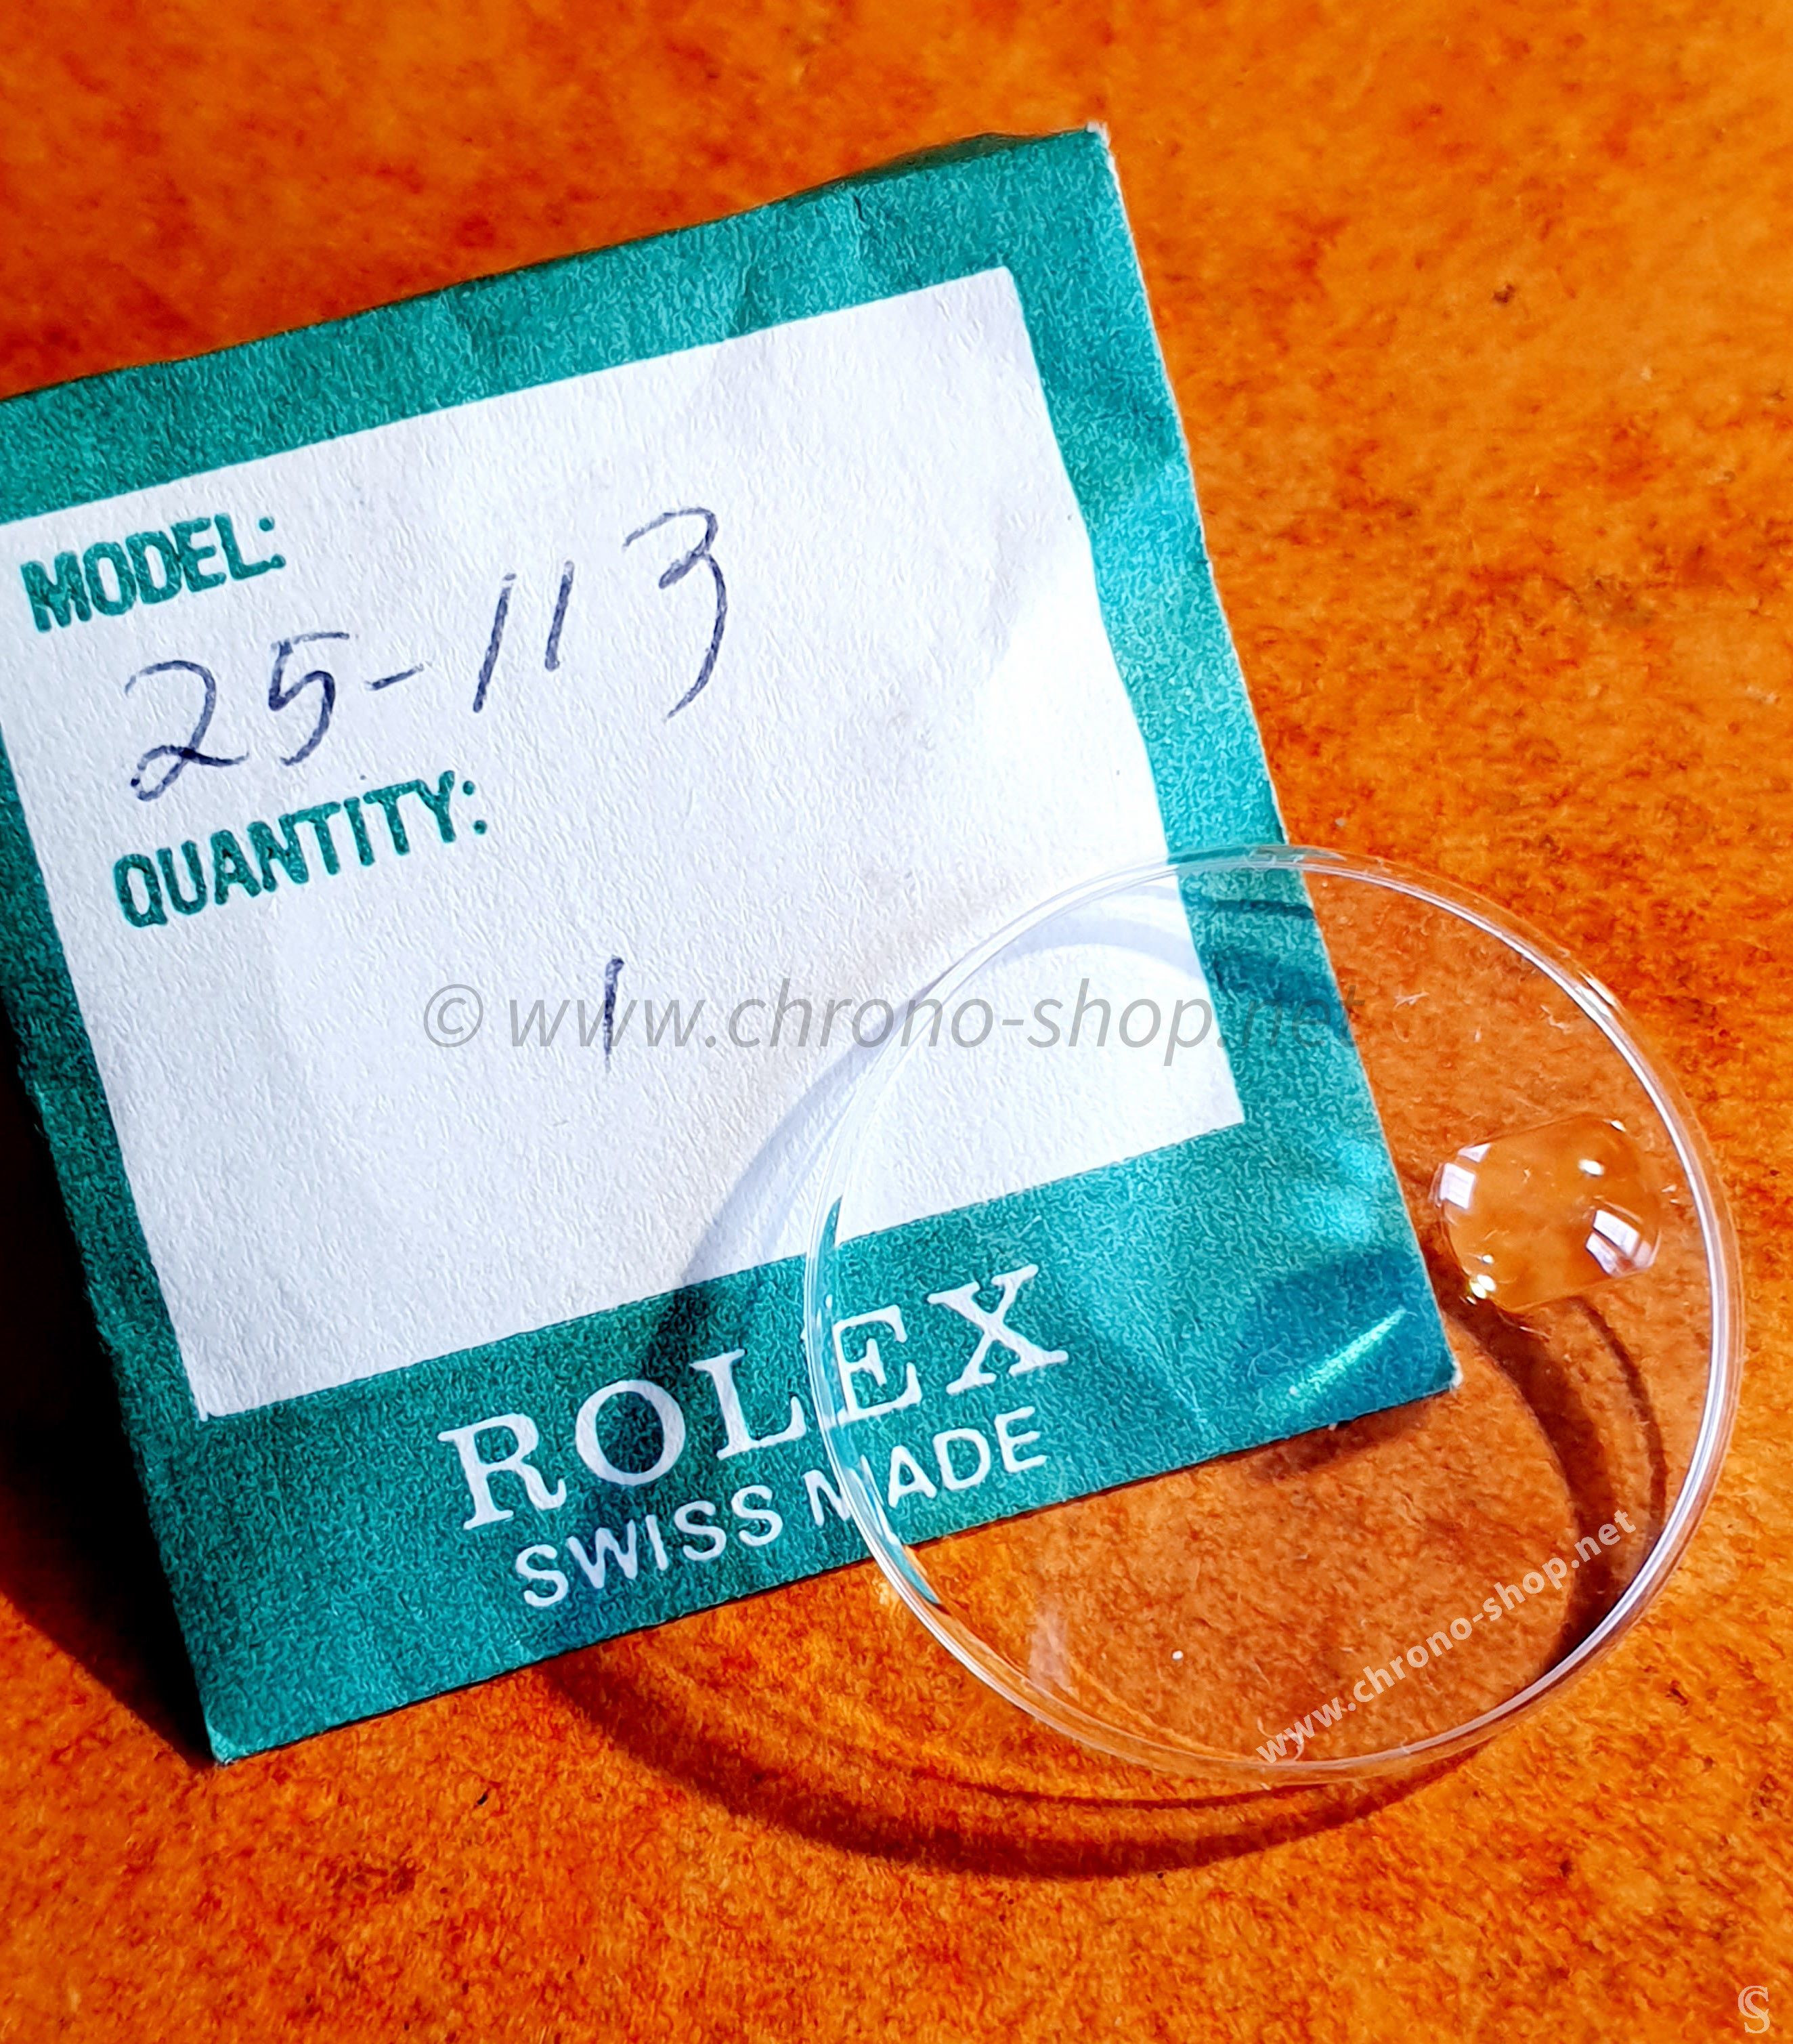 MODEL:
25-113
QUANTITY:
1
© www.chrono-shop.net
ROLEX
SWISS MADE
www.chrono-shop.net